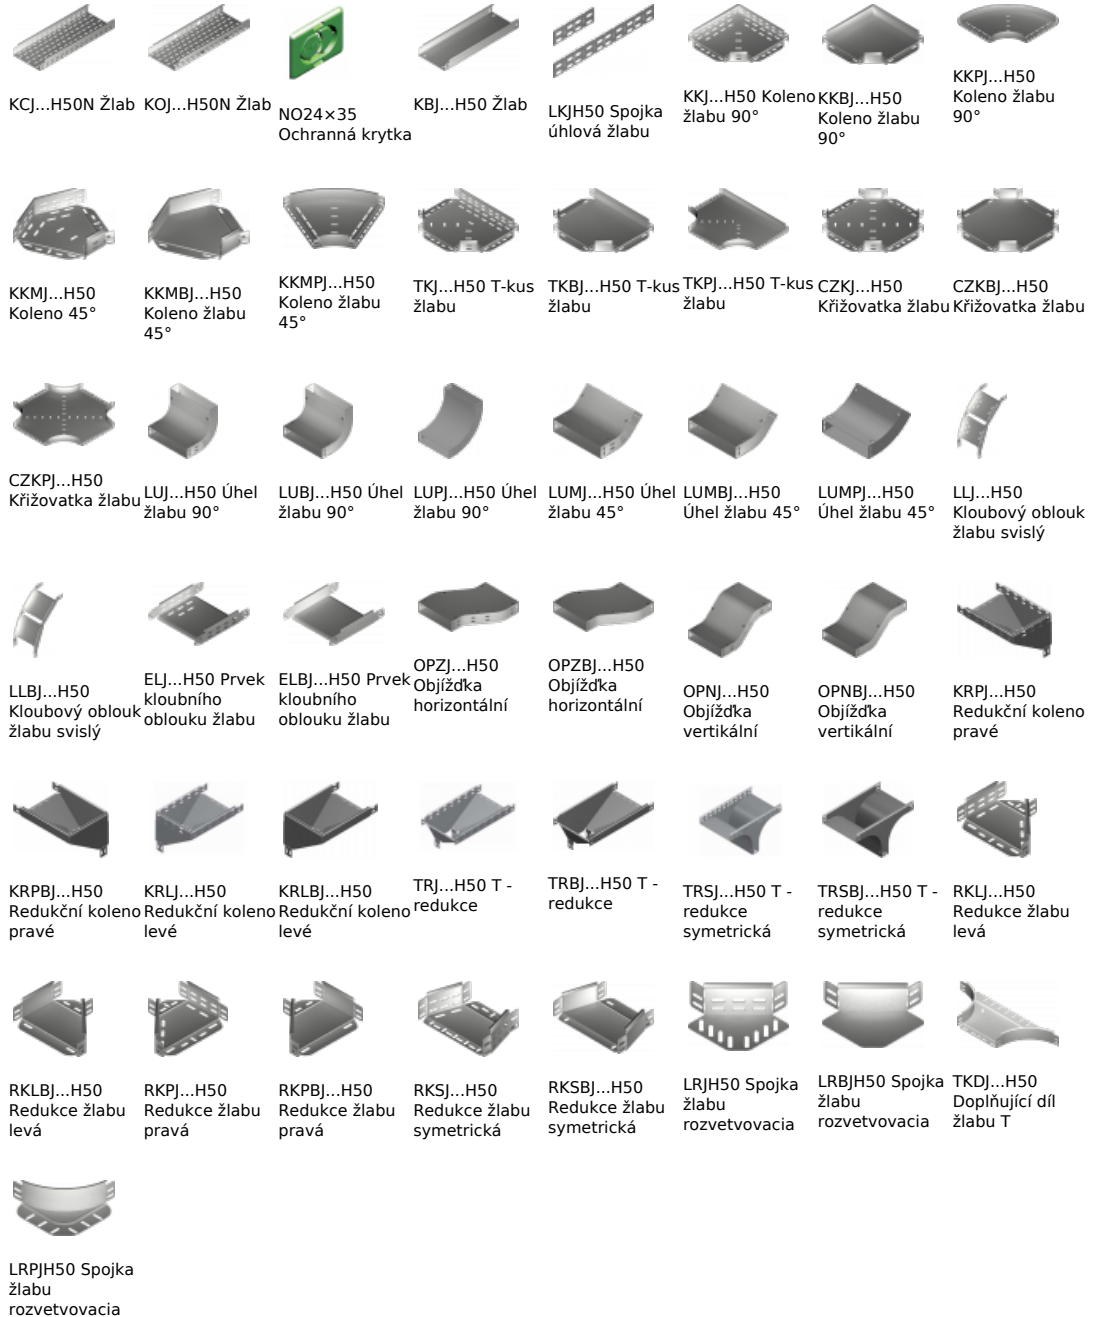 KCJ...H50N Žlab
KOJ...H50N Žlab
NO24×35
Ochranná krytka
KBJ...H50 Žlab
LKJH50 Spojka
úhlová žlabu
KKJ...H50 Koleno
žlabu 90°
KKBJ...H50
Koleno žlabu
90°
KKPJ...H50
Koleno žlabu
90°
KKMJ...H50
Koleno 45°
KKMBJ...H50
Koleno žlabu
45°
KKMPJ...H50
Koleno žlabu
45°
TKJ...H50 T-kus
žlabu
TKBJ...H50 T-kus
žlabu
TKPJ...H50 T-kus
žlabu
CZKJ...H50
Křižovatka žlabu
CZKBJ...H50
Křižovatka žlabu
CZKPJ...H50
Křižovatka žlabu
LUJ...H50 Úhel
žlabu 90°
LUBJ...H50 Úhel
žlabu 90°
LUPJ...H50 Úhel
žlabu 90°
LUMJ...H50 Úhel
žlabu 45°
LUMBJ...H50
Úhel žlabu 45°
LUMPJ...H50
Úhel žlabu 45°
LLJ...H50
Kloubový oblouk
žlabu svislý
LLBJ...H50
Kloubový oblouk
žlabu svislý
ELJ...H50 Prvek
kloubního
oblouku žlabu
ELBJ...H50 Prvek
kloubního
oblouku žlabu
OPZJ...H50
Objížďka
horizontální
OPZBJ...H50
Objížďka
horizontální
OPNJ...H50
Objížďka
vertikální
OPNBJ...H50
Objížďka
vertikální
KRPJ...H50
Redukční koleno
pravé
KRPBJ...H50
Redukční koleno
pravé
KRLJ...H50
Redukční koleno
levé
KRLBJ...H50
Redukční koleno
levé
TRJ...H50 T -
redukce
TRBJ...H50 T -
redukce
TRSJ...H50 T -
redukce
symetrická
TRSBJ...H50 T -
redukce
symetrická
RKLJ...H50
Redukce žlabu
levá
RKLBJ...H50
Redukce žlabu
levá
RKPJ...H50
Redukce žlabu
pravá
RKPBJ...H50
Redukce žlabu
pravá
RKSJ...H50
Redukce žlabu
symetrická
RKSBJ...H50
Redukce žlabu
symetrická
LRJH50 Spojka
žlabu
rozvetvovacia
LRBJH50 Spojka
žlabu
rozvetvovacia
TKDJ...H50
Doplňující díl
žlabu T
LRPJH50 Spojka
žlabu
rozvetvovacia